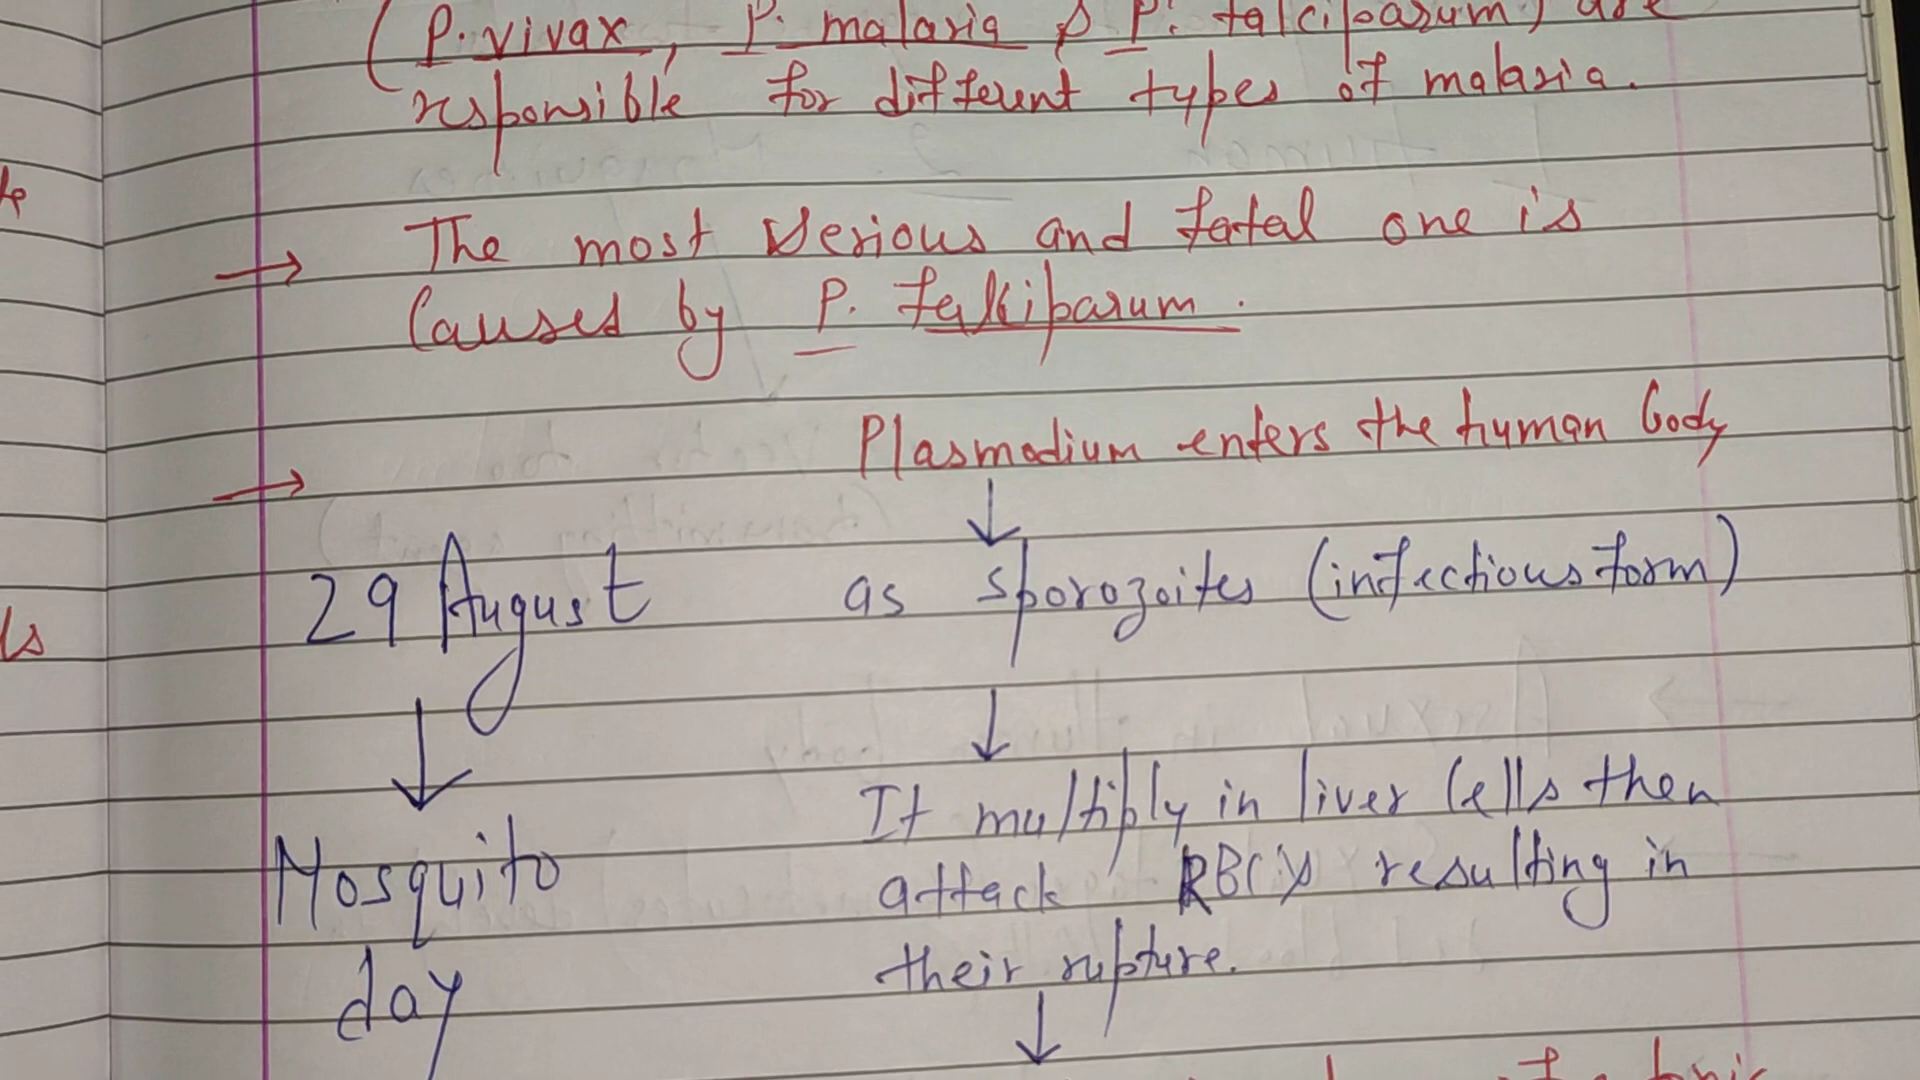 (P. vivax, P. malaria & P. falciparum) are
responsible for different types of malaria.
→ The most serious and fatal one is
caused by P. falciparum.
→ Plasmodium enters the human body
↓
as sporozoites (infectious form)
↓
It multiply in liver cells then
attack RBC's resulting in
their rupture.
↓
29 August
↓
Mosquito
day
ls